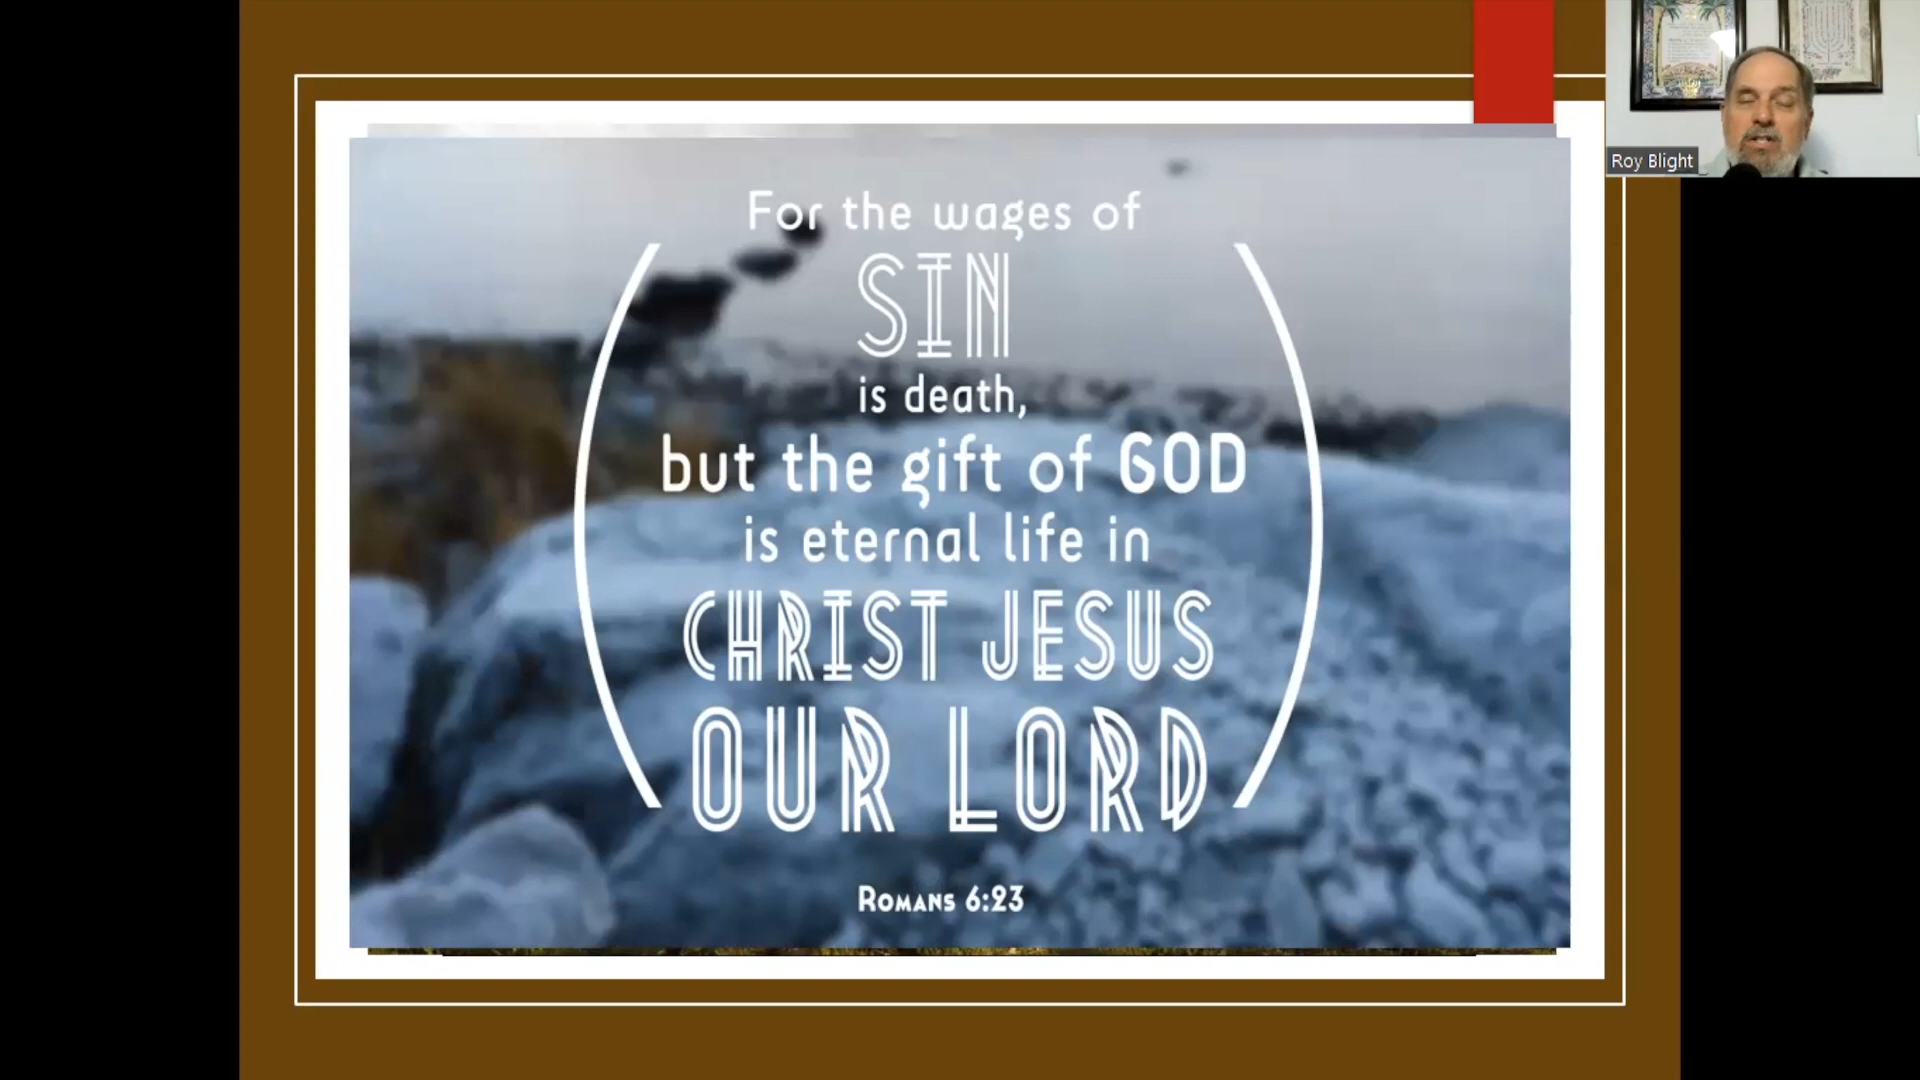 For the wages of
SIN
is death,
but the gift of GOD
is eternal life in
CHRIST JESUS
OUR LORD
Romans 6:23
Roy Blight